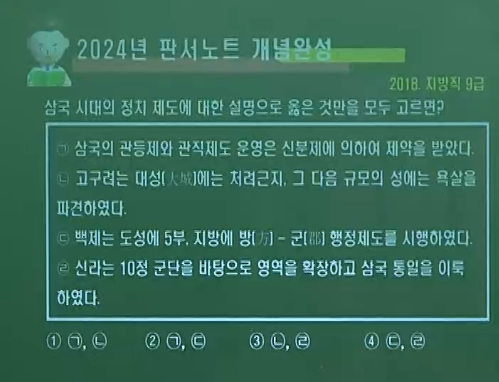 2024년 판서노트 개념완성
2018. 지방직 9급
삼국 시대의 정치 제도에 대한 설명으로 옳은 것만을 모두 고르면?
㉠ 삼국의 관등제와 관직제도 운영은 신분제에 의하여 제약을 받았다.
㉡ 고구려는 대성(大城)에는 처려근지, 그 다음 규모의 성에는 욕살을
파견하였다.
㉢ 백제는 도성에 5부, 지방에 방(方) - 군(郡) 행정제도를 시행하였다.
㉣ 신라는 10정 군단을 바탕으로 영역을 확장하고 삼국 통일을 이룩
하였다.
① ㉠, ㉡ ② ㉠, ㉢ ③ ㉡, ㉣ ④ ㉢, ㉣